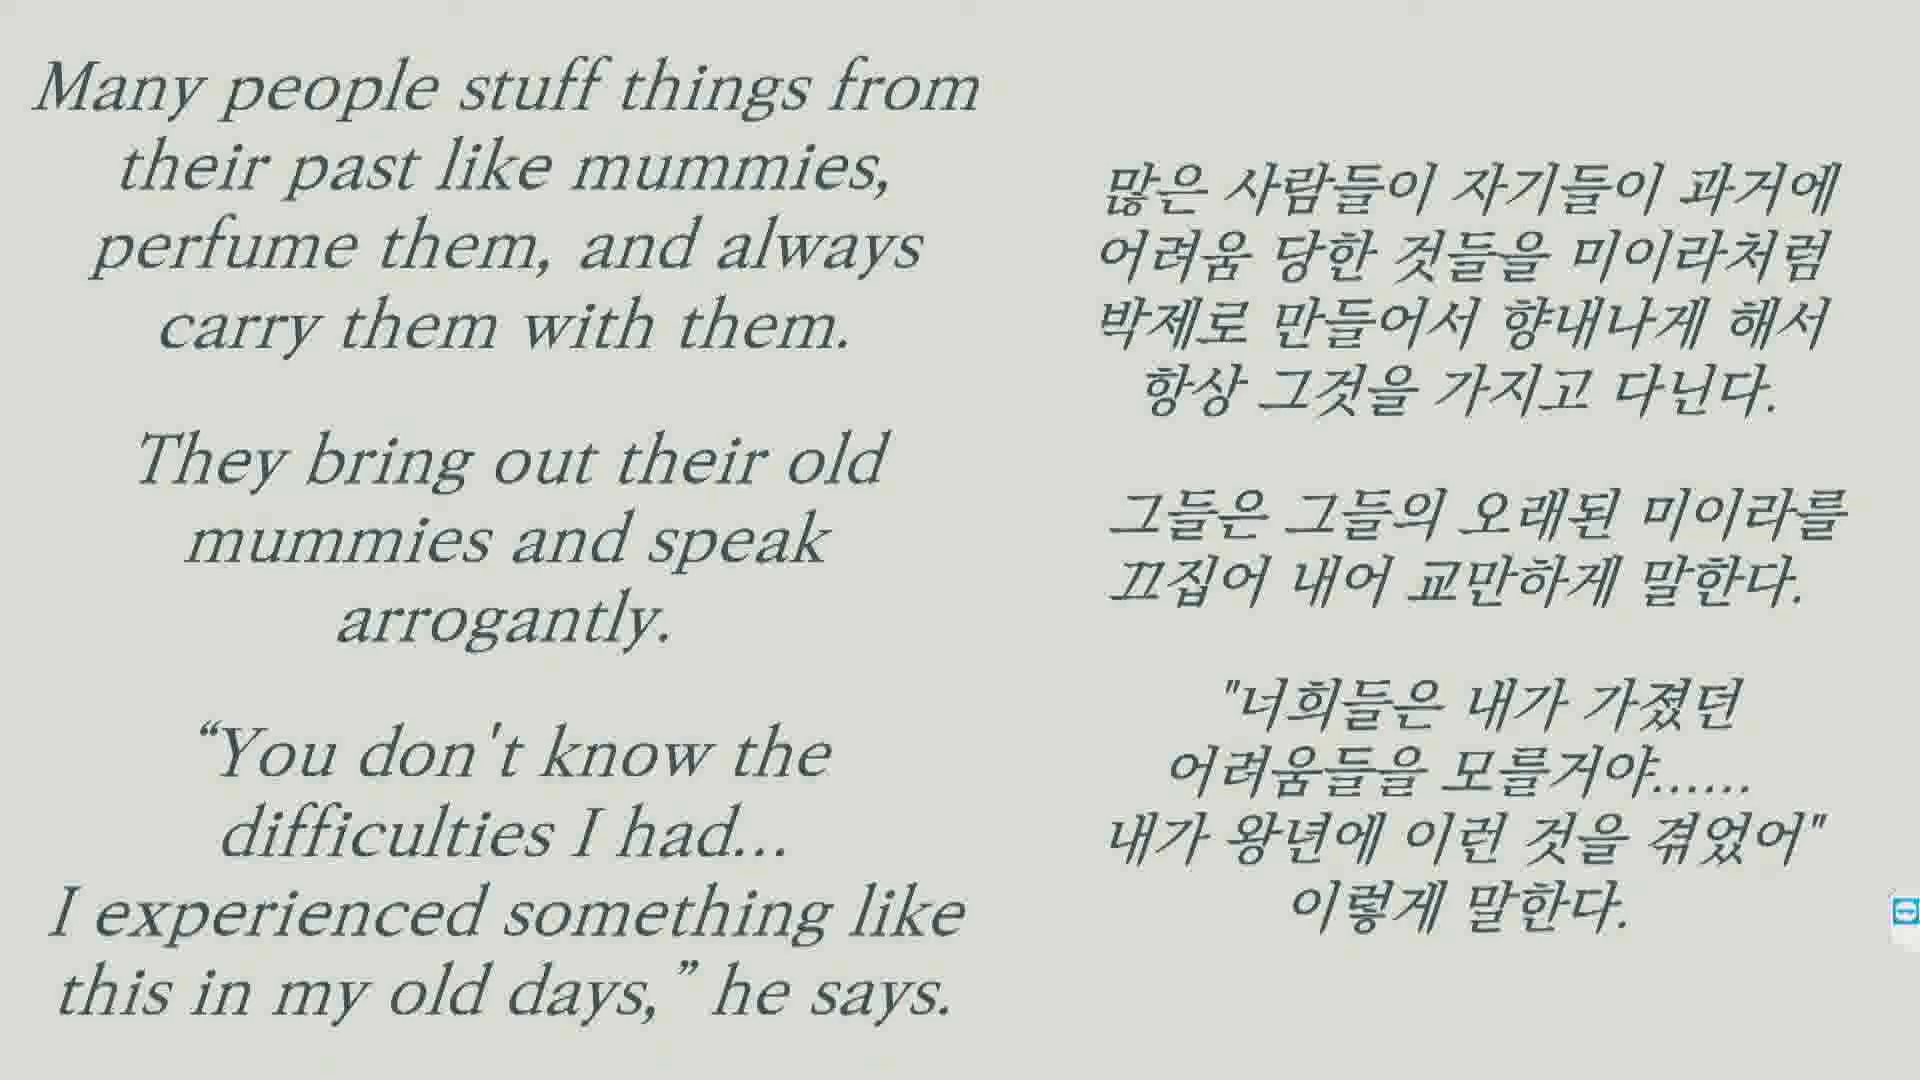 Many people stuff things from
their past like mummies,
perfume them, and always
carry them with them.
They bring out their old
mummies and speak
arrogantly.
“You don't know the
difficulties I had...
I experienced something like
this in my old days,” he says.
많은 사람들이 자기들이 과거에
어려움 당한 것들을 미이라처럼
박제로 만들어서 향내나게 해서
항상 그것을 가지고 다닌다.
그들은 그들의 오래된 미이라를
끄집어 내어 교만하게 말한다.
"너희들은 내가 가졌던
어려움들을 모를거야......
내가 왕년에 이런 것을 겪었어"
이렇게 말한다.